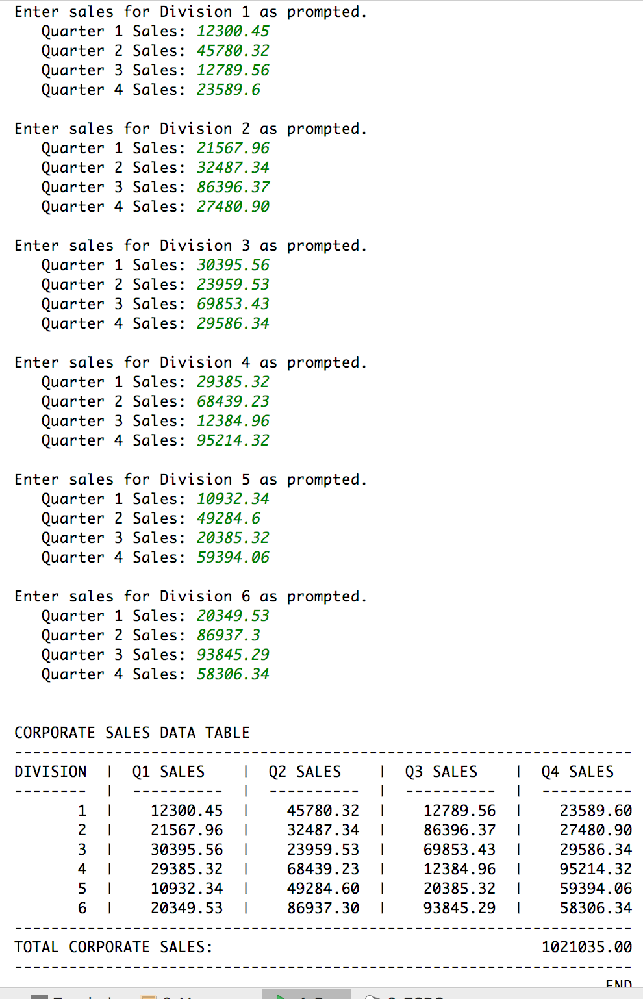 Enter sales for Division 1 as prompted.
Quarter 1 Sales: 12300.45
Quarter 2 Sales: 45780.32
Quarter 3 Sales: 12789.56
Quarter 4 Sales: 23589.6
Enter sales for Division 2 as prompted.
Quarter 1 Sales: 21567.96
Quarter 2 Sales: 32487.34
Quarter 3 Sales: 86396.37
Quarter 4 Sales: 27480.90
Enter sales for Division 3 as prompted.
Quarter 1 Sales: 30395.56
Quarter 2 Sales: 23959.53
Quarter 3 Sales: 69853.43
Quarter 4 Sales: 29586.34
Enter sales for Division 4 as prompted.
Quarter 1 Sales: 29385.32
Quarter 2 Sales: 68439.23
Quarter 3 Sales: 12384.96
Quarter 4 Sales: 95214.32
Enter sales for Division 5 as prompted.
Quarter 1 Sales: 10932.34
Quarter 2 Sales: 49284.6
Quarter 3 Sales: 20385.32
Quarter 4 Sales: 59394.06
Enter sales for Division 6 as prompted.
Quarter 1 Sales: 20349.53
Quarter 2 Sales: 86937.3
Quarter 3 Sales: 93845.29
Quarter 4 Sales: 58306.34
CORPORATE SALES DATA TABLE
--------------------------------------------------------------------
DIVISION | Q1 SALES | Q2 SALES | Q3 SALES | Q4 SALES
-------- | ---------- | ---------- | ---------- | ----------
1 | 12300.45 | 45780.32 | 12789.56 | 23589.60
2 | 21567.96 | 32487.34 | 86396.37 | 27480.90
3 | 30395.56 | 23959.53 | 69853.43 | 29586.34
4 | 29385.32 | 68439.23 | 12384.96 | 95214.32
5 | 10932.34 | 49284.60 | 20385.32 | 59394.06
6 | 20349.53 | 86937.30 | 93845.29 | 58306.34
--------------------------------------------------------------------
TOTAL CORPORATE SALES: 1021035.00
--------------------------------------------------------------------
END